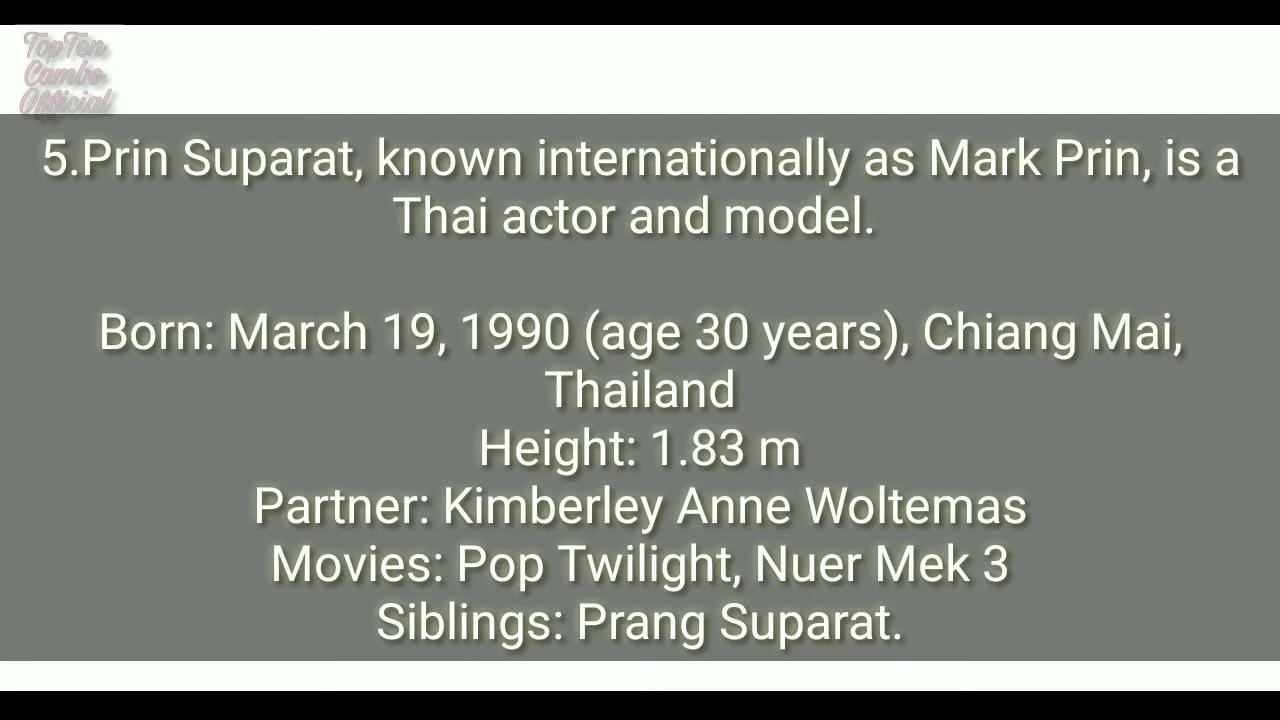 TopTen
Cambo
Official
5.Prin Suparat, known internationally as Mark Prin, is a
Thai actor and model.
Born: March 19, 1990 (age 30 years), Chiang Mai,
Thailand
Height: 1.83 m
Partner: Kimberley Anne Woltemas
Movies: Pop Twilight, Nuer Mek 3
Siblings: Prang Suparat.